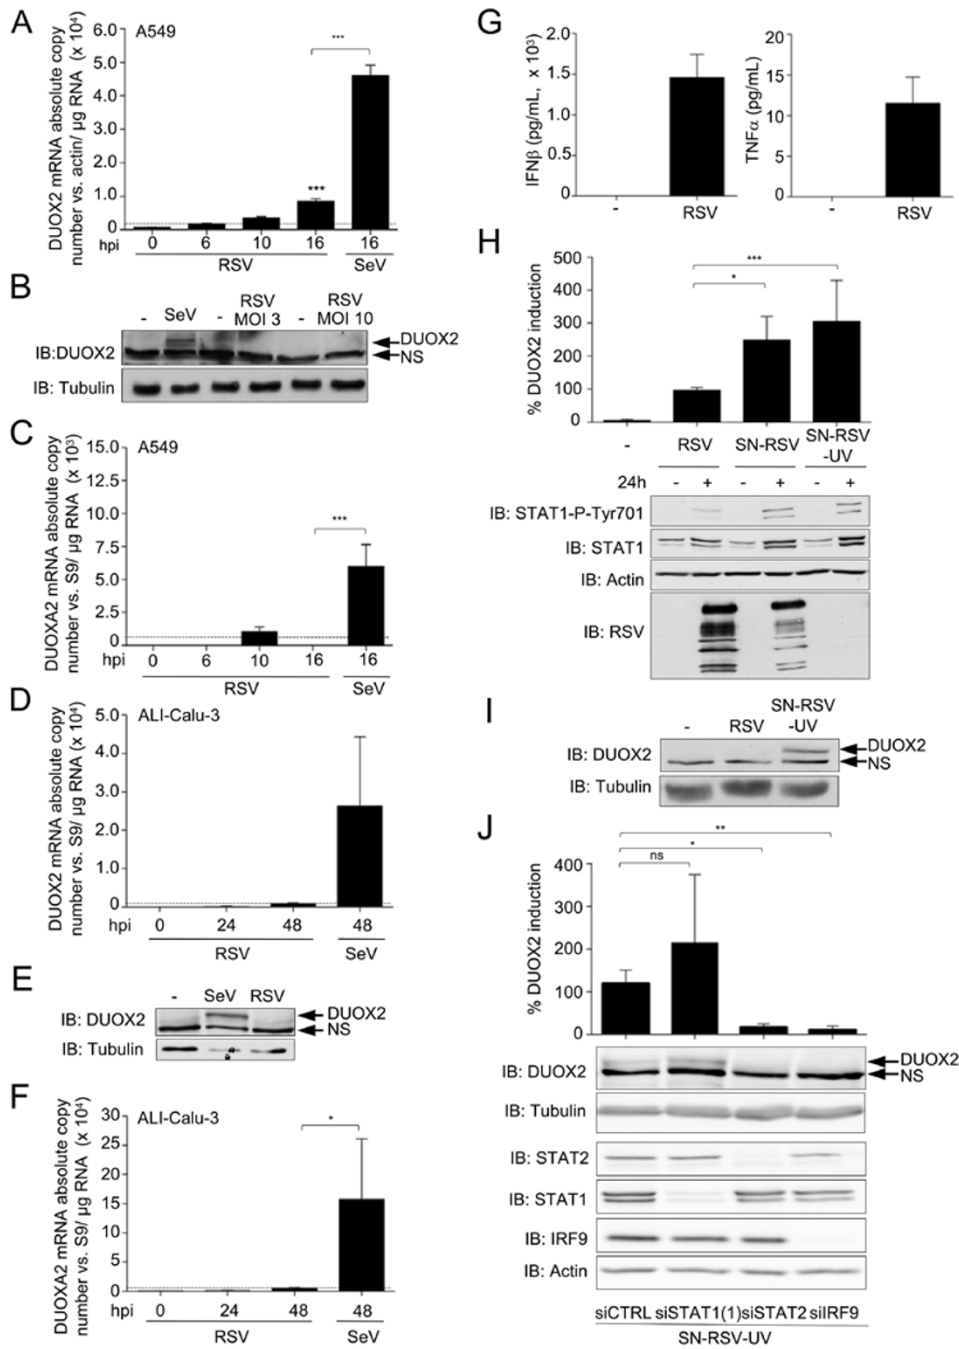 A
DUOX2 mRNA absolute copy
number vs. actin/ µg RNA (x 10⁴)
A549
6.0
5.0
4.0
3.0
2.0
1.0
0
***
***
hpi
0 6 10 16 16
RSV SeV
B
- SeV - RSV MOI 3 - RSV MOI 10
IB:DUOX2
DUOX2
NS
IB: Tubulin
C
DUOXA2 mRNA absolute copy
number vs. S9/ µg RNA (x 10³)
A549
15.0
12.5
10.0
7.5
5.0
2.5
0
***
hpi
0 6 10 16 16
RSV SeV
D
DUOX2 mRNA absolute copy
number vs. S9/ µg RNA (x 10⁴)
ALI-Calu-3
5.0
4.0
3.0
2.0
1.0
0
hpi
0 24 48 48
RSV SeV
E
- SeV RSV
IB: DUOX2
DUOX2
NS
IB: Tubulin
F
DUOXA2 mRNA absolute copy
number vs. S9/ µg RNA (x 10⁴)
ALI-Calu-3
30
25
20
15
10
5
0
*
hpi
0 24 48 48
RSV SeV
G
IFNβ (pg/mL, x 10³)
2.0
1.5
1.0
0.5
0
- RSV
TNFα (pg/mL)
20
15
10
5
0
- RSV
H
% DUOX2 induction
500
400
300
200
100
0
***
*
- RSV SN-RSV SN-RSV
-UV
24h - + - + - +
IB: STAT1-P-Tyr701
IB: STAT1
IB: Actin
IB: RSV
I
- RSV SN-RSV
-UV
IB: DUOX2
DUOX2
NS
IB: Tubulin
J
% DUOX2 induction
400
300
200
100
0
**
*
ns
IB: DUOX2
DUOX2
NS
IB: Tubulin
IB: STAT2
IB: STAT1
IB: IRF9
IB: Actin
siCTRL siSTAT1(1) siSTAT2 siIRF9
SN-RSV-UV